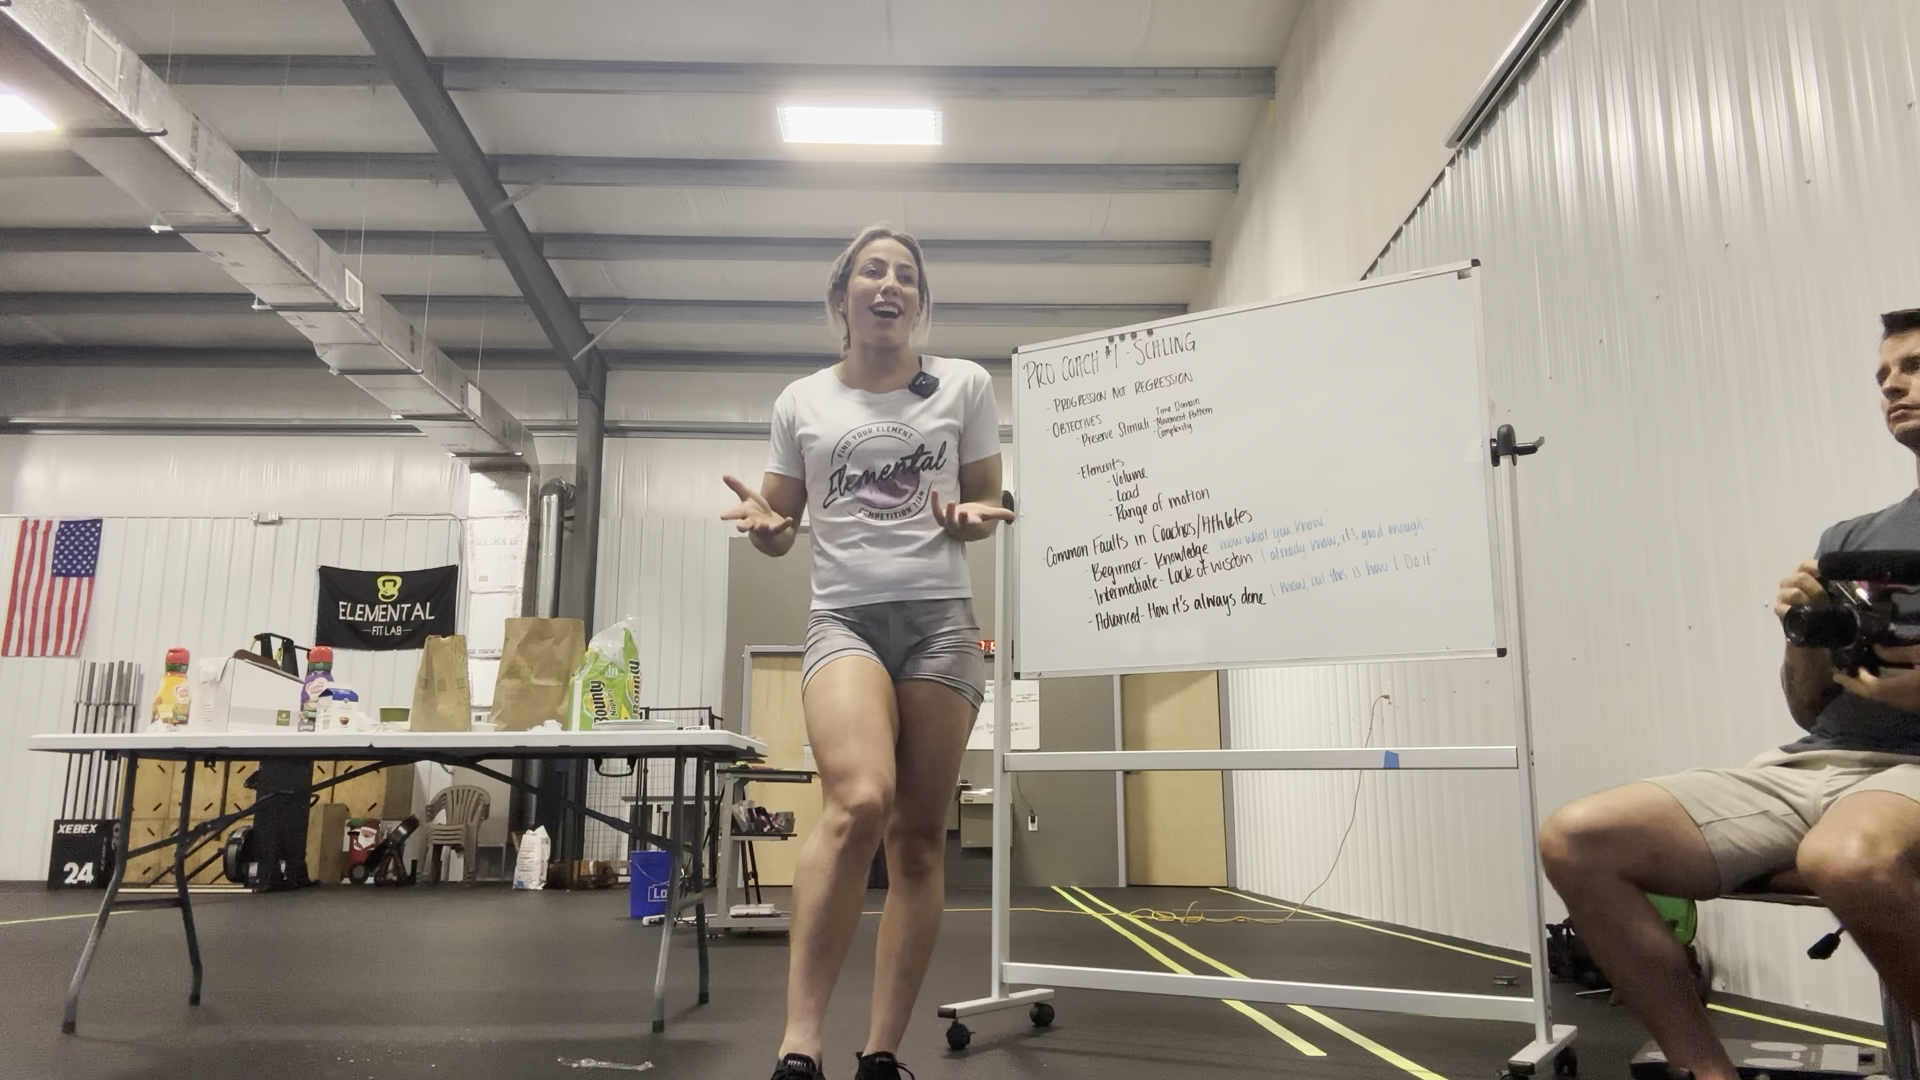 PRO COACH #1 - SCHLING
- PROGRESSION NOT REGRESSION
- OBJECTIVES
- Preserve Stimuli - Time Domain
- Movement Pattern
- Complexity
- Elements
- Volume
- Load
- Range of motion
- Common Faults in Coaches/Athletes
- Beginner - Knowledge "know what you know"
- Intermediate - Lack of wisdom "I already know, it's good enough"
- Advanced - How it's always done "I know, but this is how I Do it"
FIND YOUR ELEMENT
Elemental
COMPETITION TEAM
ELEMENTAL
FIT LAB
Bounty
Napkins
XEBEX
24